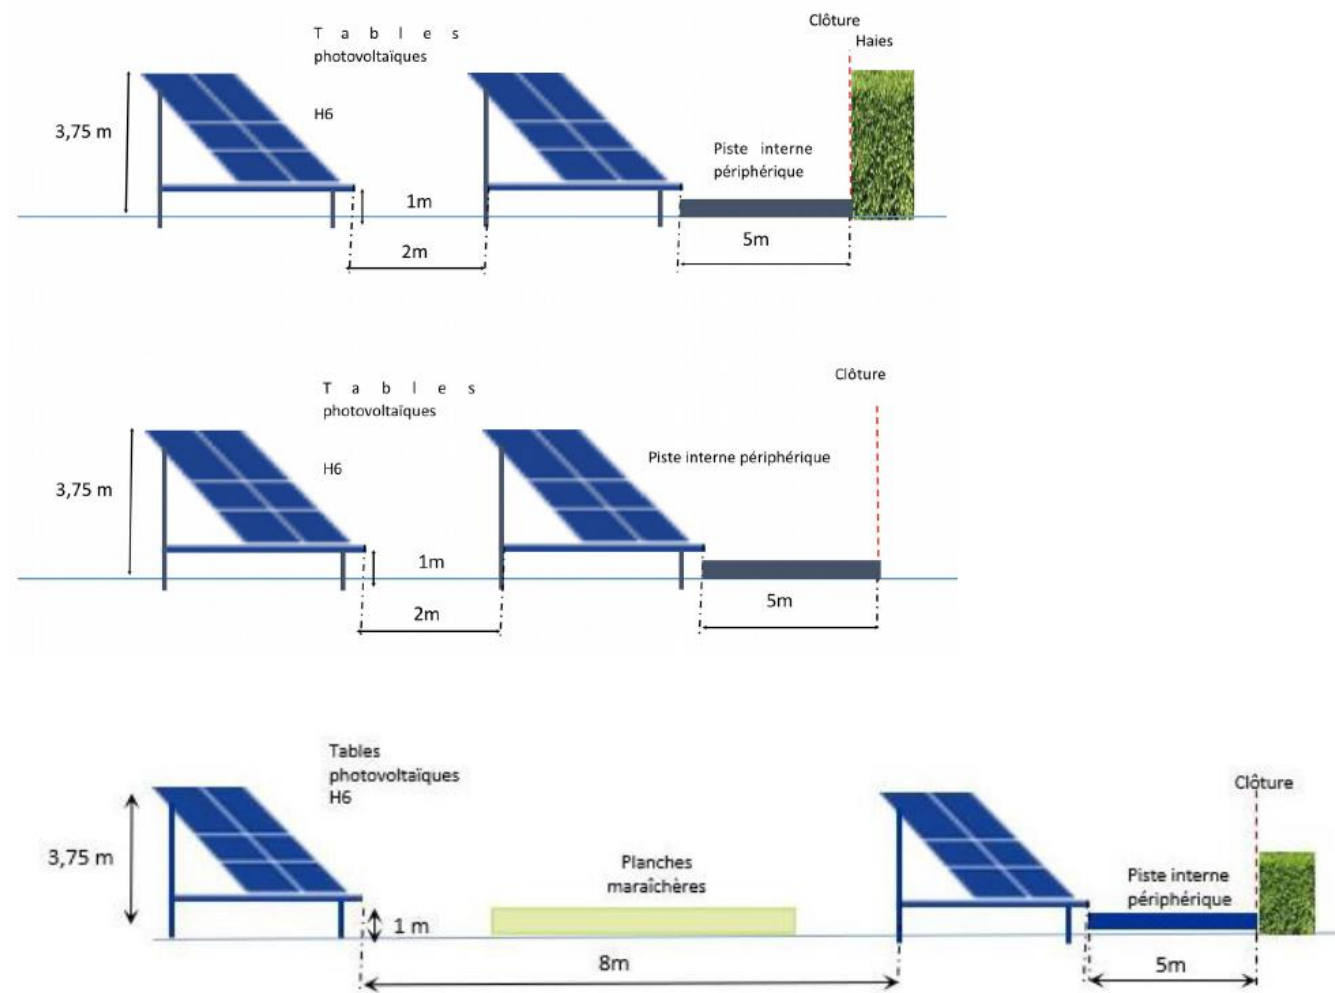 Clôture
Haies
T a b l e s
photovoltaïques
H6
3,75 m
Piste interne
périphérique
1m
2m
5m
Clôture
T a b l e s
photovoltaïques
H6
Piste interne périphérique
3,75 m
1m
2m
5m
Tables
photovoltaïques
H6
Clôture
3,75 m
Planches
maraîchères
Piste interne
périphérique
1 m
8m
5m